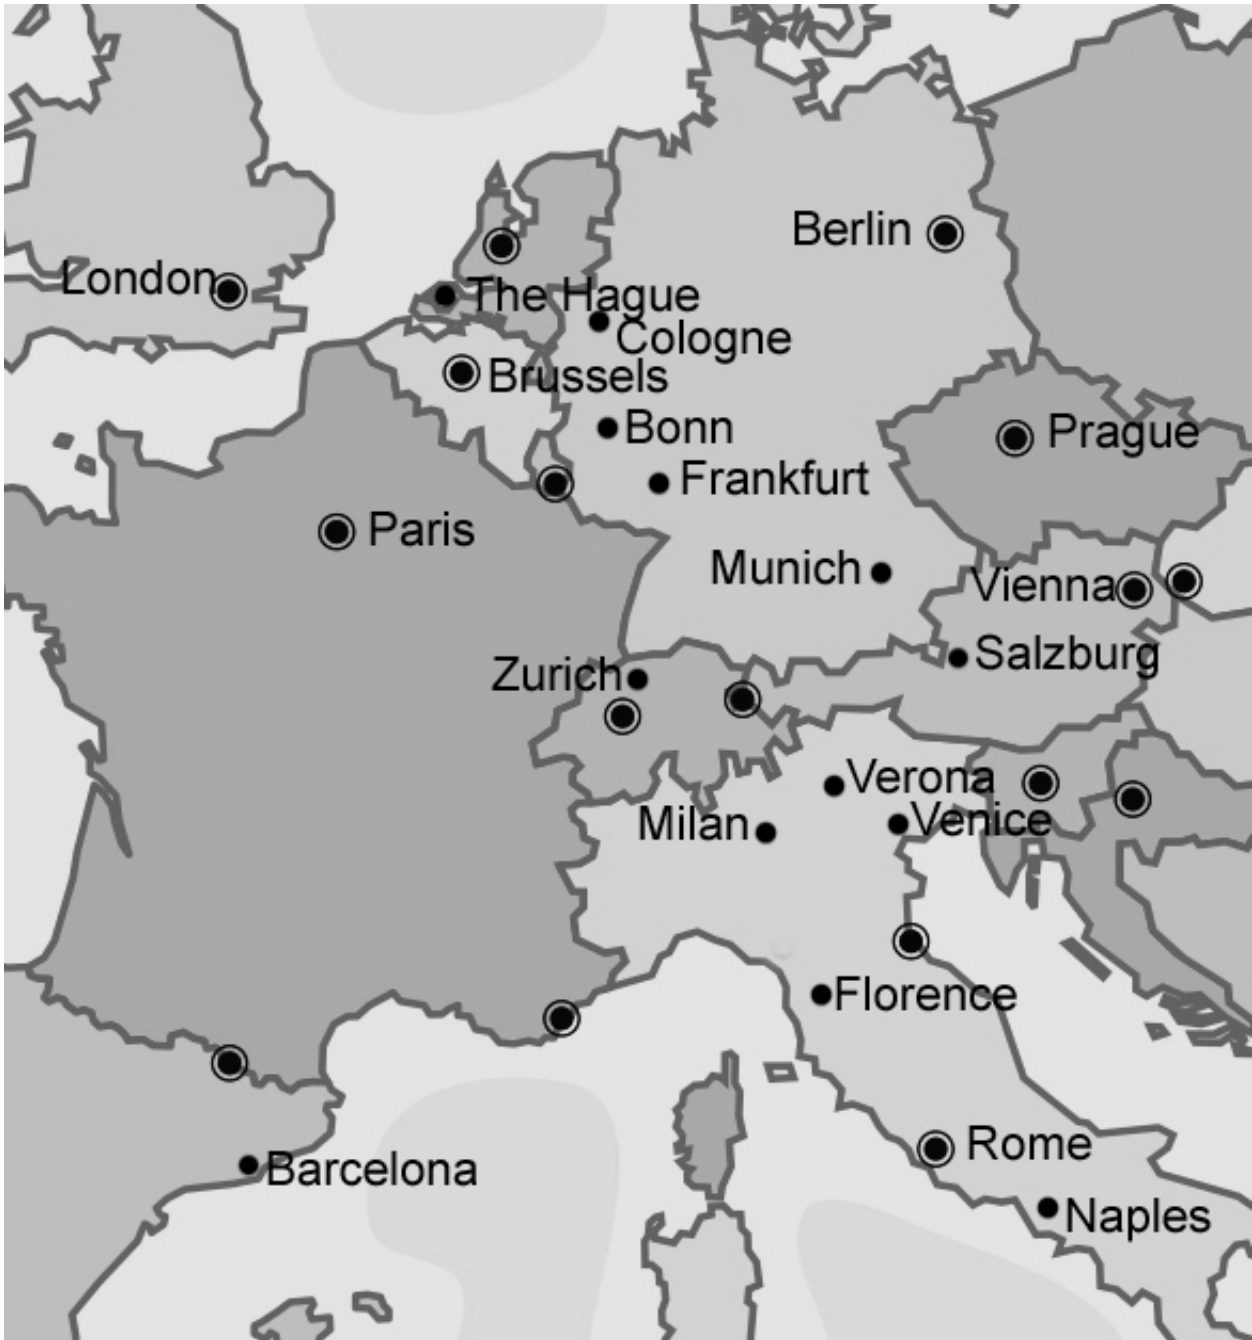 Berlin
London
The Hague
Cologne
Brussels
Bonn
Prague
Frankfurt
Paris
Munich
Vienna
Salzburg
Zurich
Verona
Milan
Venice
Florence
Rome
Barcelona
Naples